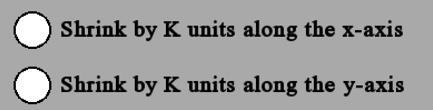 Shrink by K units along the x-axis
Shrink by K units along the y-axis